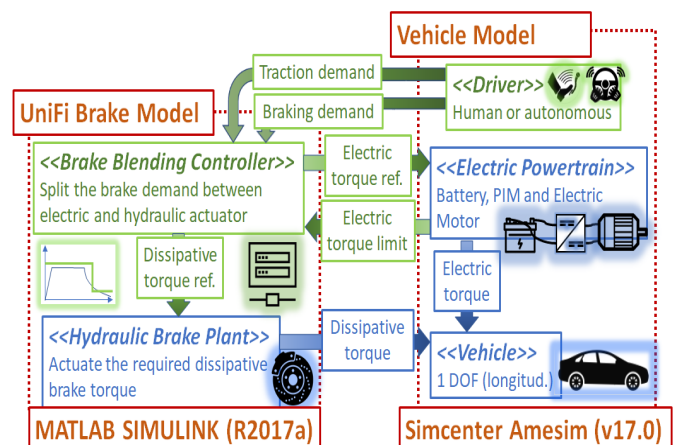 Vehicle Model
Traction demand
<<Driver>>
Human or autonomous
UniFi Brake Model
Braking demand
<<Brake Blending Controller>>
Split the brake demand between
electric and hydraulic actuator
Electric
torque ref.
<<Electric Powertrain>>
Battery, PIM and Electric
Motor
Electric
torque limit
Dissipative
torque ref.
Electric
torque
<<Hydraulic Brake Plant>>
Actuate the required dissipative
brake torque
Dissipative
torque
<<Vehicle>>
1 DOF (longitud.)
MATLAB SIMULINK (R2017a)
Simcenter Amesim (v17.0)